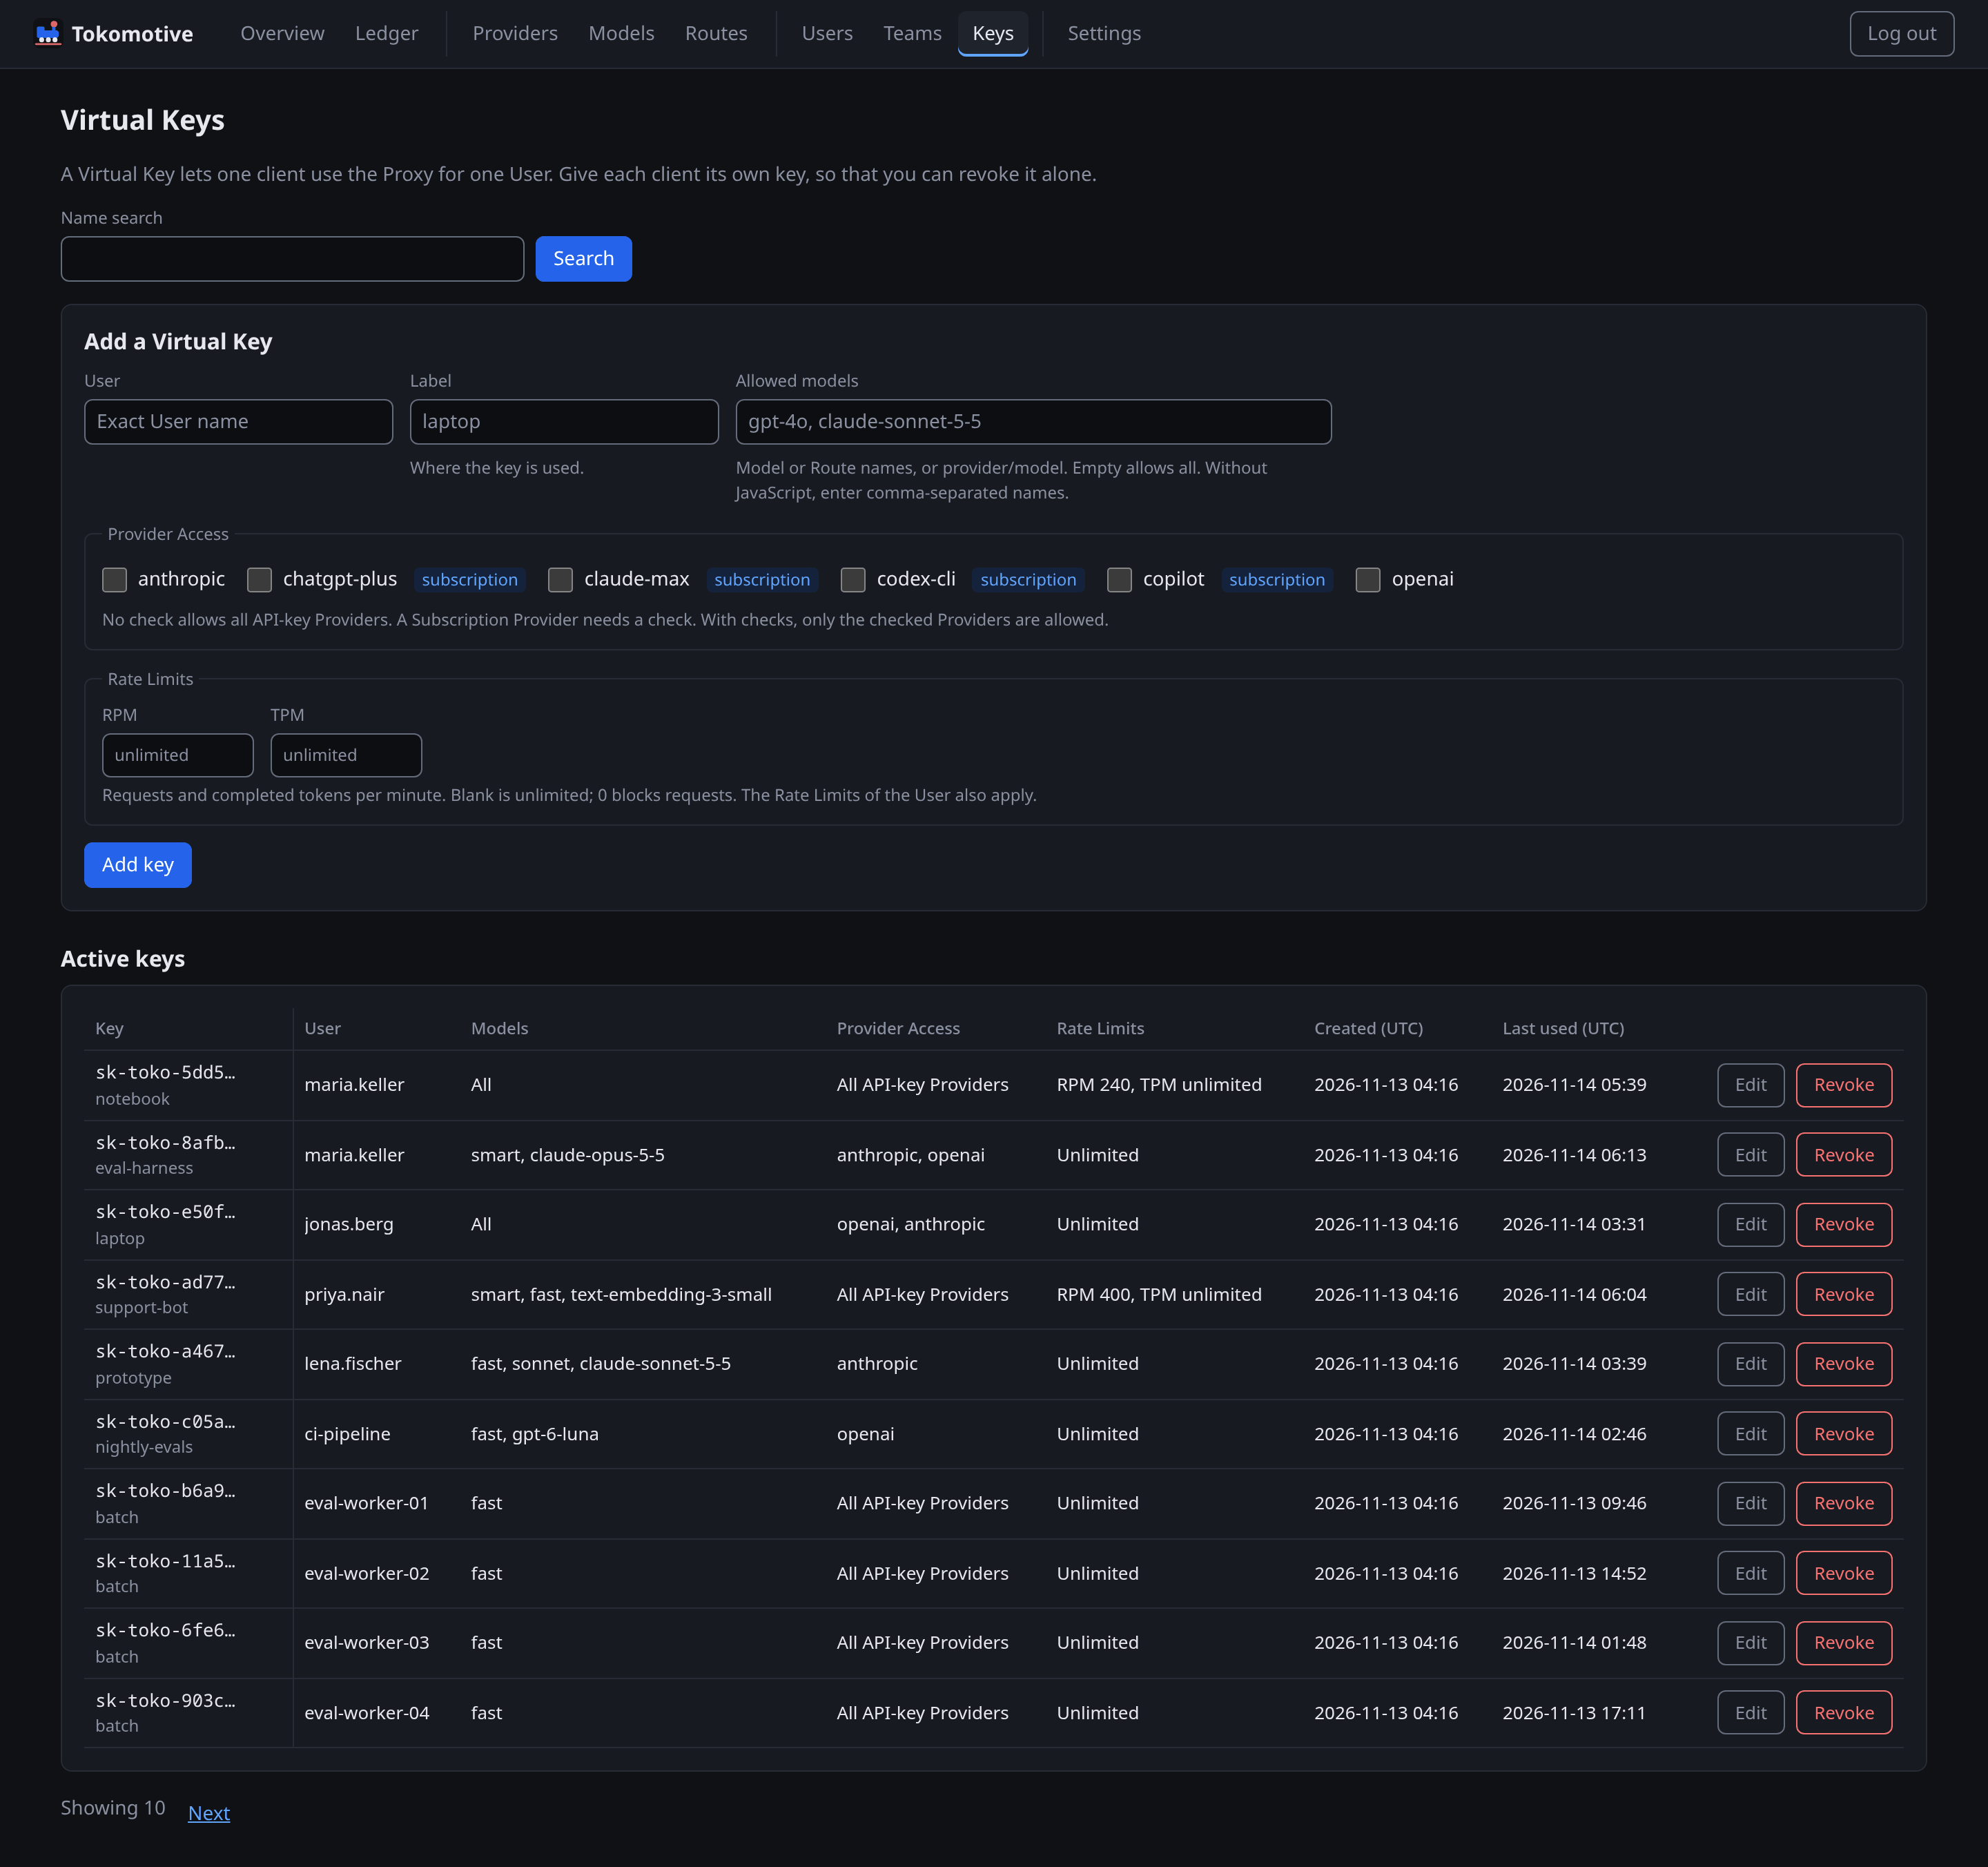 Tokomotive Overview Ledger Providers Models Routes Users Teams Keys Settings Log out
Virtual Keys
A Virtual Key lets one client use the Proxy for one User. Give each client its own key, so that you can revoke it alone.
Name search
Search
Add a Virtual Key
User Label Allowed models
Exact User name laptop gpt-4o, claude-sonnet-5-5
Where the key is used. Model or Route names, or provider/model. Empty allows all. Without
JavaScript, enter comma-separated names.
Provider Access
anthropic chatgpt-plus subscription claude-max subscription codex-cli subscription copilot subscription openai
No check allows all API-key Providers. A Subscription Provider needs a check. With checks, only the checked Providers are allowed.
Rate Limits
RPM TPM
unlimited unlimited
Requests and completed tokens per minute. Blank is unlimited; 0 blocks requests. The Rate Limits of the User also apply.
Add key
Active keys
Key User Models Provider Access Rate Limits Created (UTC) Last used (UTC)
sk-toko-5dd5…
notebook
maria.keller All All API-key Providers RPM 240, TPM unlimited 2026-11-13 04:16 2026-11-14 05:39 Edit Revoke
sk-toko-8afb…
eval-harness
maria.keller smart, claude-opus-5-5 anthropic, openai Unlimited 2026-11-13 04:16 2026-11-14 06:13 Edit Revoke
sk-toko-e50f…
laptop
jonas.berg All openai, anthropic Unlimited 2026-11-13 04:16 2026-11-14 03:31 Edit Revoke
sk-toko-ad77…
support-bot
priya.nair smart, fast, text-embedding-3-small All API-key Providers RPM 400, TPM unlimited 2026-11-13 04:16 2026-11-14 06:04 Edit Revoke
sk-toko-a467…
prototype
lena.fischer fast, sonnet, claude-sonnet-5-5 anthropic Unlimited 2026-11-13 04:16 2026-11-14 03:39 Edit Revoke
sk-toko-c05a…
nightly-evals
ci-pipeline fast, gpt-6-luna openai Unlimited 2026-11-13 04:16 2026-11-14 02:46 Edit Revoke
sk-toko-b6a9…
batch
eval-worker-01 fast All API-key Providers Unlimited 2026-11-13 04:16 2026-11-13 09:46 Edit Revoke
sk-toko-11a5…
batch
eval-worker-02 fast All API-key Providers Unlimited 2026-11-13 04:16 2026-11-13 14:52 Edit Revoke
sk-toko-6fe6…
batch
eval-worker-03 fast All API-key Providers Unlimited 2026-11-13 04:16 2026-11-14 01:48 Edit Revoke
sk-toko-903c…
batch
eval-worker-04 fast All API-key Providers Unlimited 2026-11-13 04:16 2026-11-13 17:11 Edit Revoke
Showing 10 Next